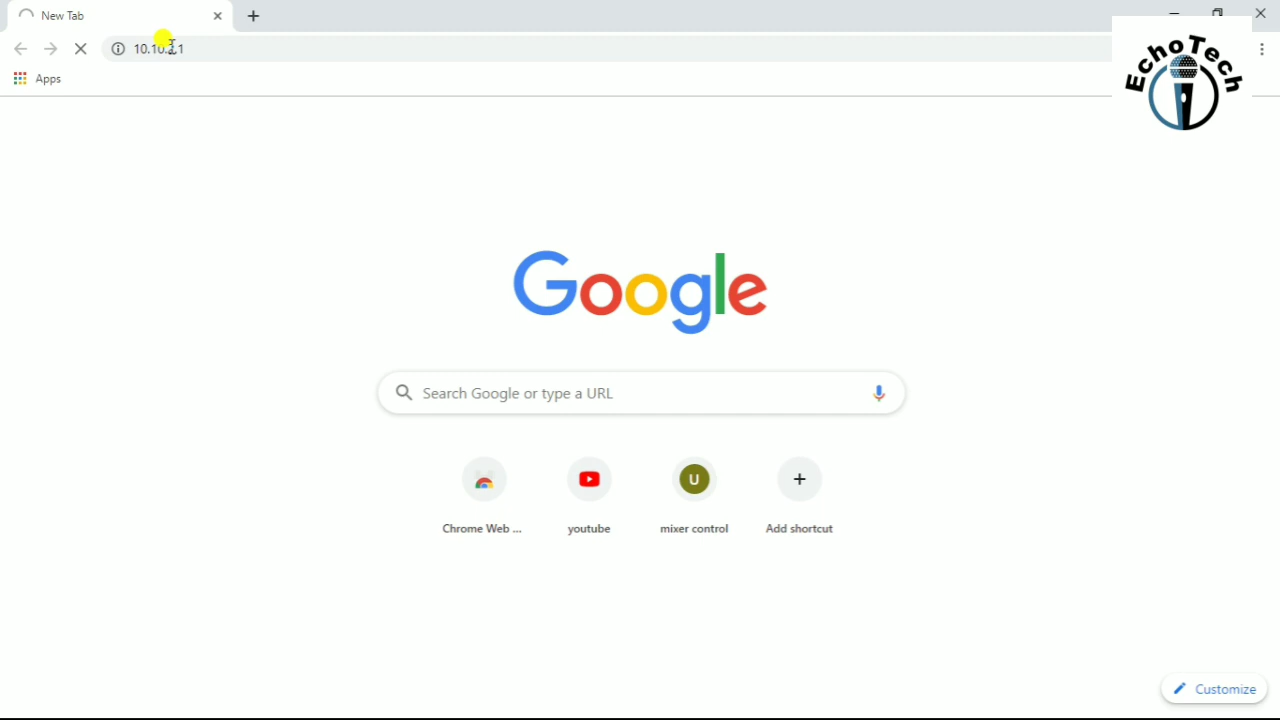 New Tab
Apps
EchoTech
Google
Search Google or type a URL
U
Chrome Web ...
youtube
mixer control
Add shortcut
Customize